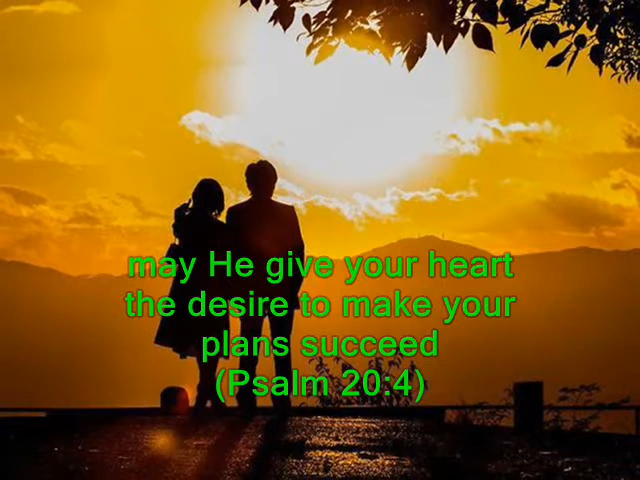 may He give your heart
the desire to make your
plans succeed
(Psalm 20:4)